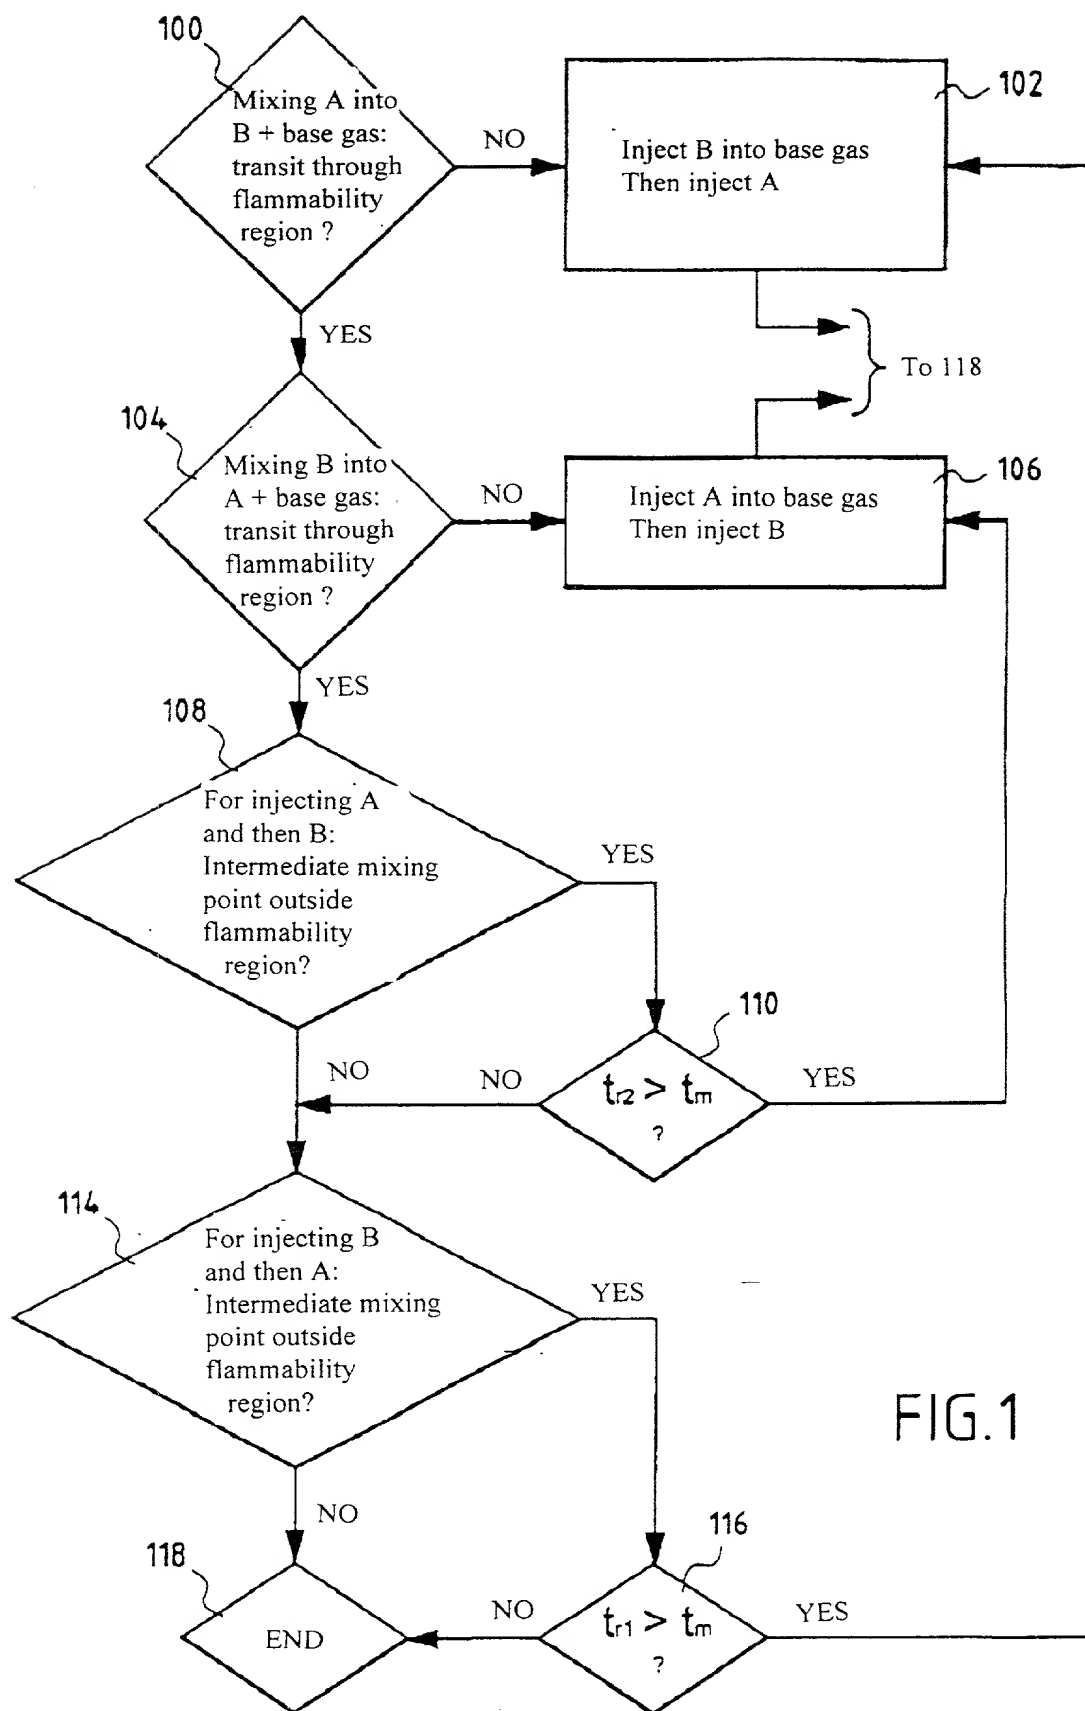 100
Mixing A into
B + base gas:
transit through
flammability
region ?
NO
102
Inject B into base gas
Then inject A
YES
To 118
104
Mixing B into
A + base gas:
transit through
flammability
region ?
NO
106
Inject A into base gas
Then inject B
YES
108
For injecting A
and then B:
Intermediate mixing
point outside
flammability
region?
YES
110
tr2 > tm
?
NO
YES
NO
114
For injecting B
and then A:
Intermediate mixing
point outside
flammability
region?
YES
FIG.1
NO
116
tr1 > tm
?
NO
YES
118
END